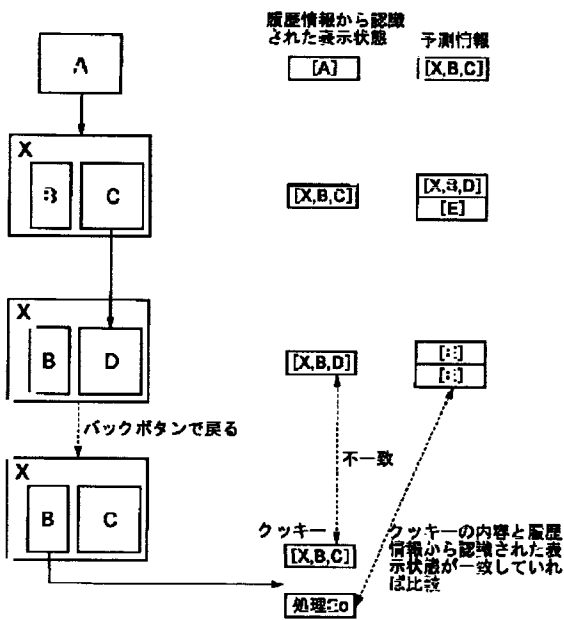 履歴情報から認識
された表示状態
予測情報
A
[A]
[X,B,C]
X
B
C
[X,B,C]
[X,B,D]
[E]
X
B
D
[X,B,D]
バックボタンで戻る
不一致
X
B
C
クッキー
[X,B,C]
クッキーの内容と履歴
情報から認識された表
示状態が一致していれ
ば比較
処理